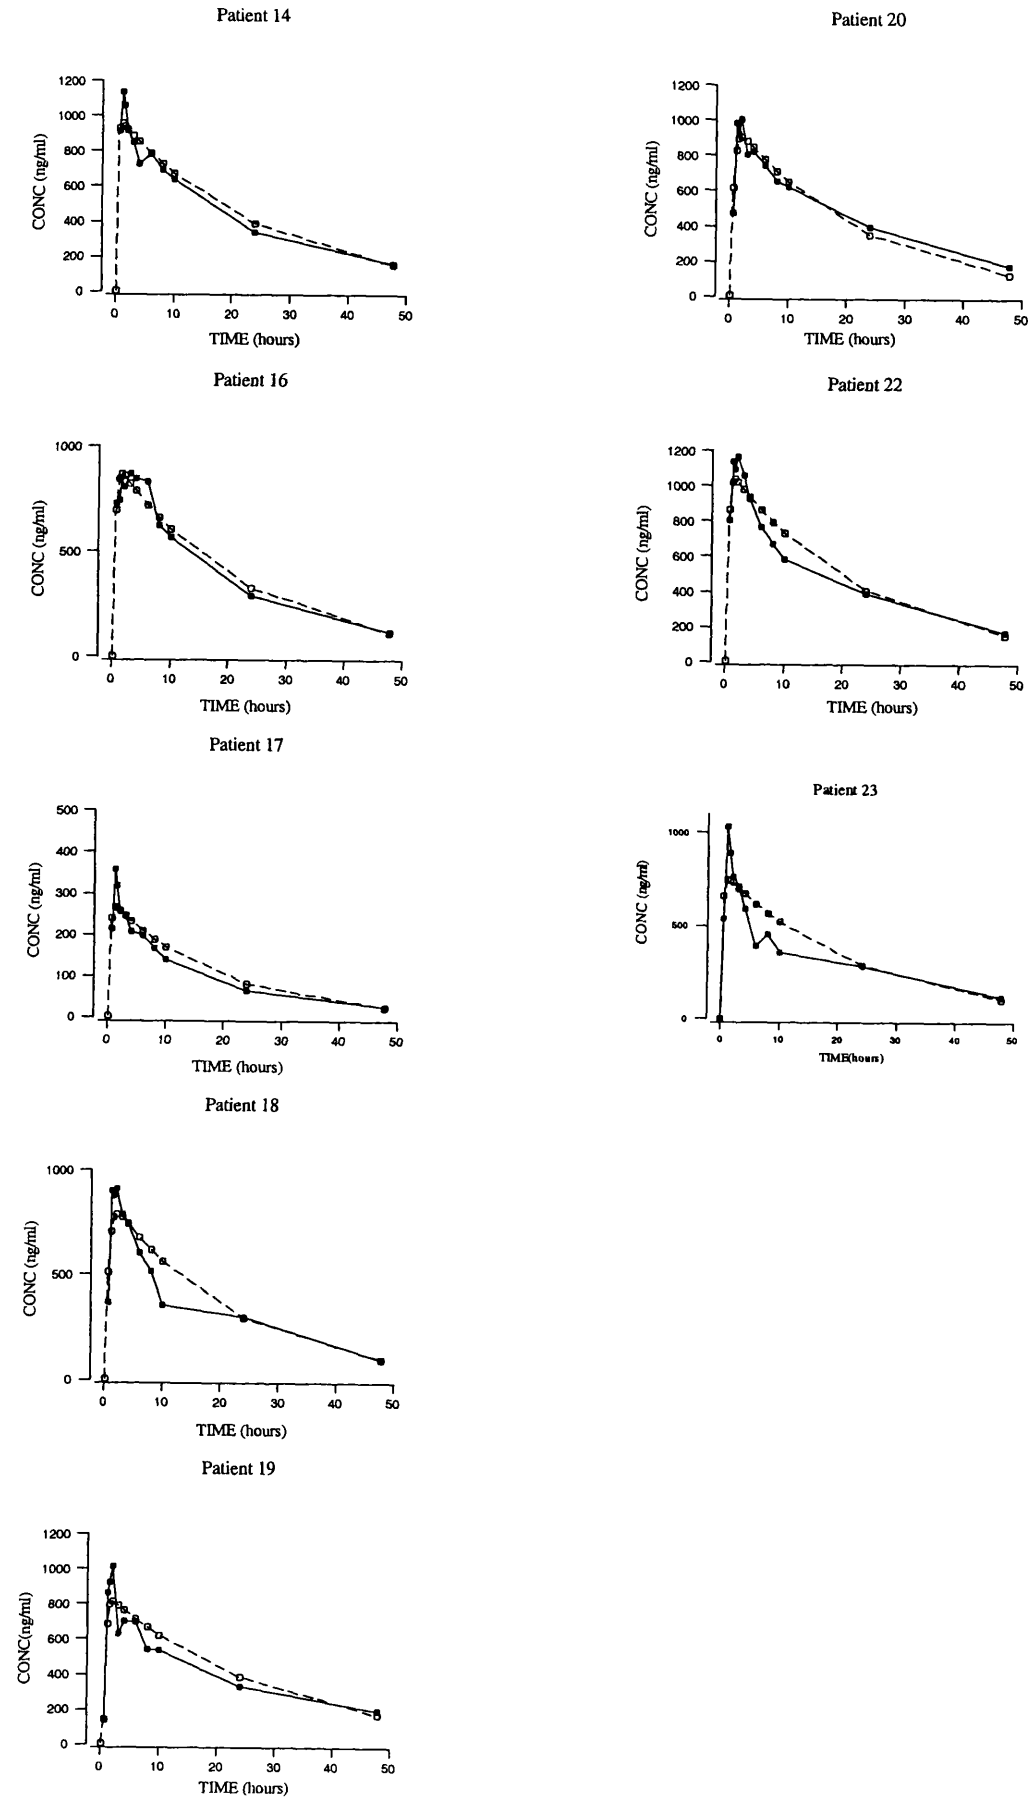 Patient 14
1200
1000
800
600
400
200
0
CONC (ng/ml)
0 10 20 30 40 50
TIME (hours)
Patient 16
1000
500
0
CONC (ng/ml)
0 10 20 30 40 50
TIME (hours)
Patient 17
500
400
300
200
100
0
CONC (ng/ml)
0 10 20 30 40 50
TIME (hours)
Patient 18
1000
500
0
CONC (ng/ml)
0 10 20 30 40 50
TIME (hours)
Patient 19
1200
1000
800
600
400
200
0
CONC(ng/ml)
0 10 20 30 40 50
TIME (hours)
Patient 20
1200
1000
800
600
400
200
0
CONC (ng/ml)
0 10 20 30 40 50
TIME (hours)
Patient 22
1200
1000
800
600
400
200
0
CONC (ng/ml)
0 10 20 30 40 50
TIME (hours)
Patient 23
1000
500
0
CONC (ng/ml)
0 10 20 30 40 50
TIME(hours)